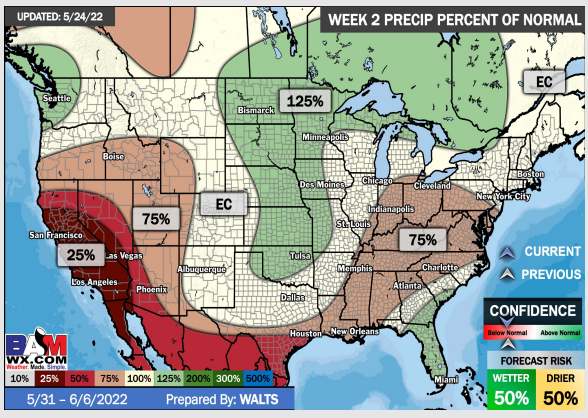 UPDATED: 5/24/22
WEEK 2 PRECIP PERCENT OF NORMAL
EC
Seattle
Bismarck
125%
Minneapolis
Boise
Boston
Chicago
Cleveland
Des Moines
New York City
EC
Indianapolis
75%
St. Louis
San Francisco
75%
25%
Las Vegas
CURRENT
Tulsa
Albuquerque
Memphis
Charlotte
PREVIOUS
Los Angeles
Phoenix
Atlanta
Dallas
CONFIDENCE
Houston
New Orleans
Below Normal
Above Normal
BAM
WX.COM
Weather. Made. Simple.
FORECAST RISK
Miami
WETTER
DRIER
10% 25% 50% 75% 100% 125% 200% 300% 500%
50%
50%
5/31 – 6/6/2022
Prepared By: WALTS